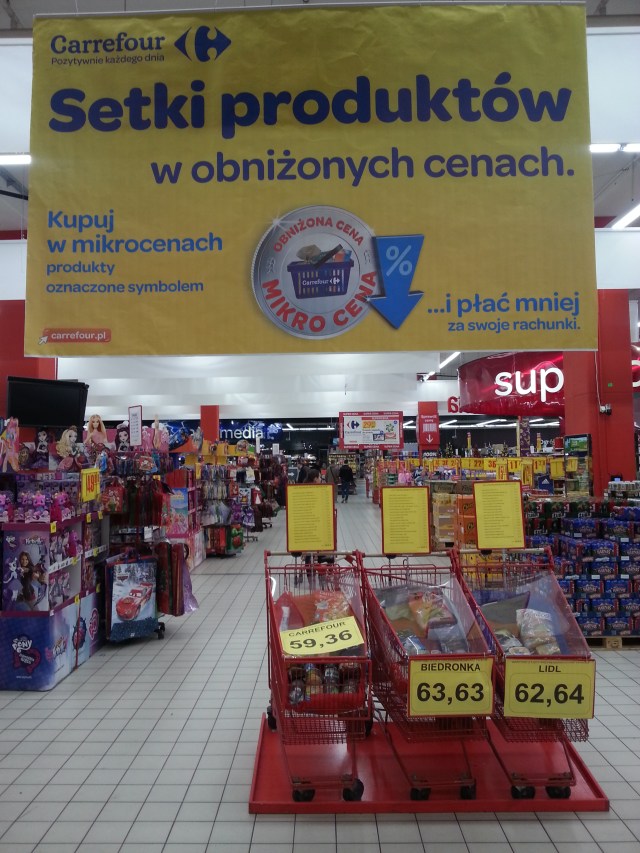 Carrefour
Pozytywnie każdego dnia
Setki produktów
w obniżonych cenach.
Kupuj
w mikrocenach
produkty
oznaczone symbolem
OBNIŻONA CENA
Carrefour
MIKRO CENA
%
...i płać mniej
za swoje rachunki.
carrefour.pl
sup
media
CARREFOUR
59,36
BIEDRONKA
63,63
LIDL
62,64
PONY